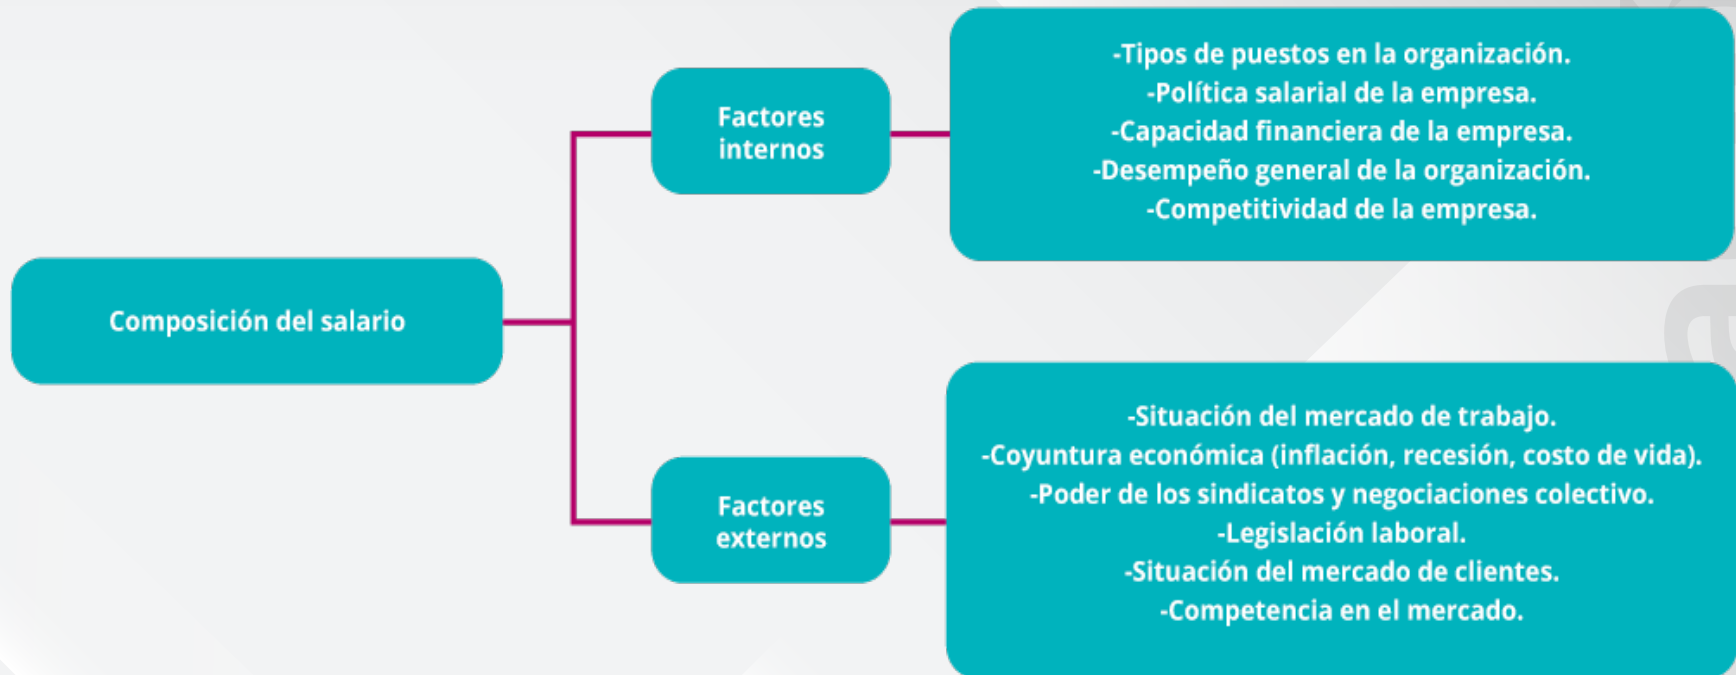 Composición del salario
Factores
internos
-Tipos de puestos en la organización.
-Política salarial de la empresa.
-Capacidad financiera de la empresa.
-Desempeño general de la organización.
-Competitividad de la empresa.
Factores
externos
-Situación del mercado de trabajo.
-Coyuntura económica (inflación, recesión, costo de vida).
-Poder de los sindicatos y negociaciones colectivo.
-Legislación laboral.
-Situación del mercado de clientes.
-Competencia en el mercado.